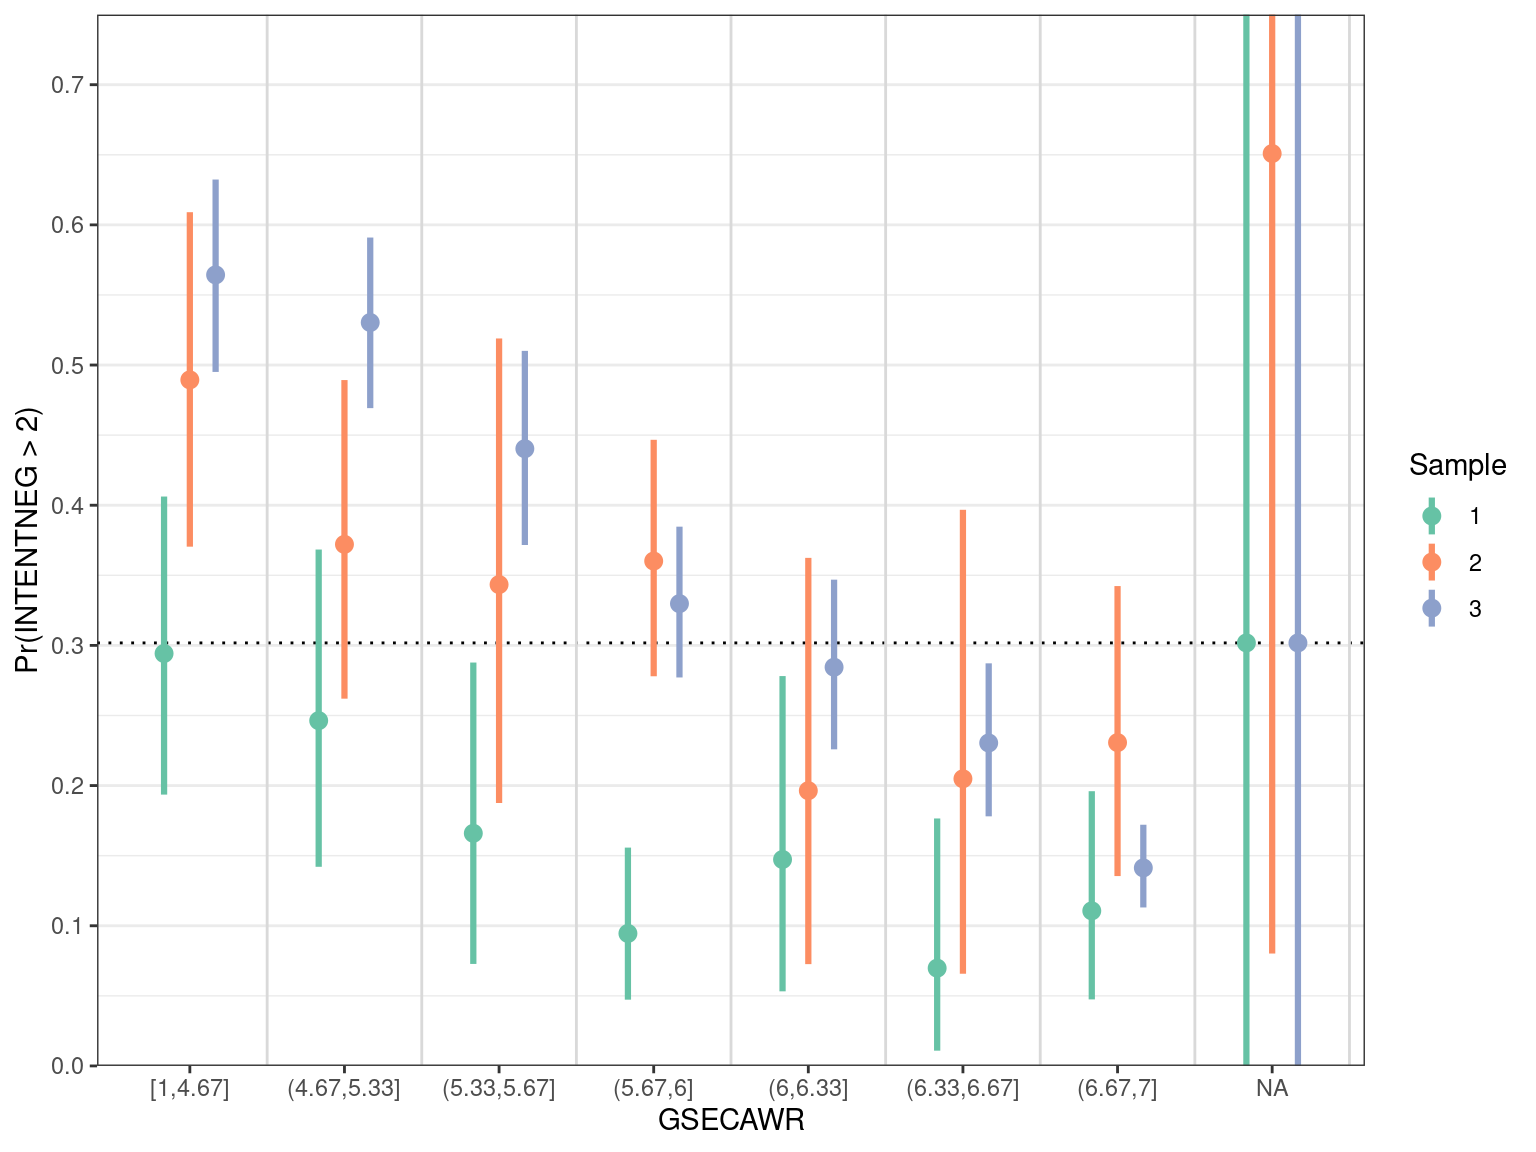 0.7
0.6
0.5
0.4
0.3
0.2
0.1
0.0
Pr(INTENTNEG > 2)
[1,4.67] (4.67,5.33] (5.33,5.67] (5.67,6] (6,6.33] (6.33,6.67] (6.67,7] NA
GSECAWR
Sample
1
2
3